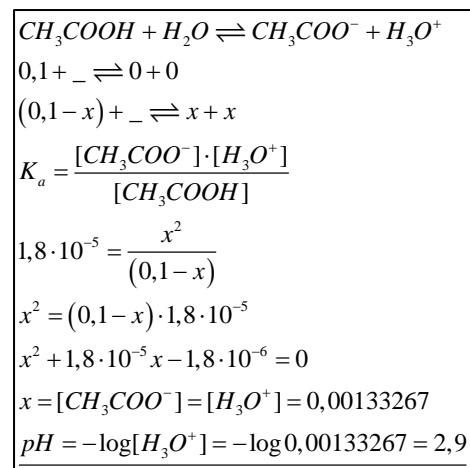 CH₃COOH + H₂O ⇌ CH₃COO⁻ + H₃O⁺
0,1 + _ ⇌ 0 + 0
(0,1 − x) + _ ⇌ x + x
Kₐ = [CH₃COO⁻]·[H₃O⁺] / [CH₃COOH]
1,8·10⁻⁵ = x² / (0,1 − x)
x² = (0,1 − x)·1,8·10⁻⁵
x² + 1,8·10⁻⁵x − 1,8·10⁻⁶ = 0
x = [CH₃COO⁻] = [H₃O⁺] = 0,00133267
pH = −log[H₃O⁺] = −log 0,00133267 = 2,9